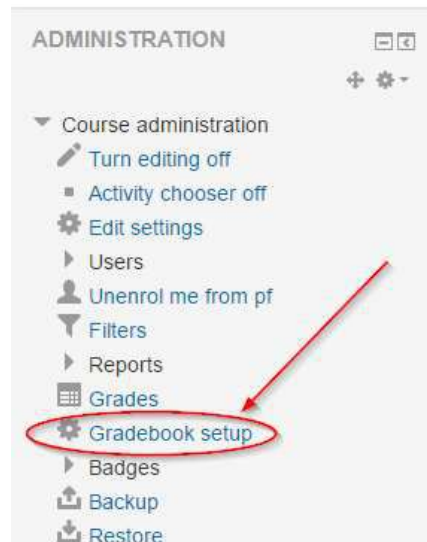 ADMINISTRATION
Course administration
Turn editing off
Activity chooser off
Edit settings
Users
Unenrol me from pf
Filters
Reports
Grades
Gradebook setup
Badges
Backup
Restore